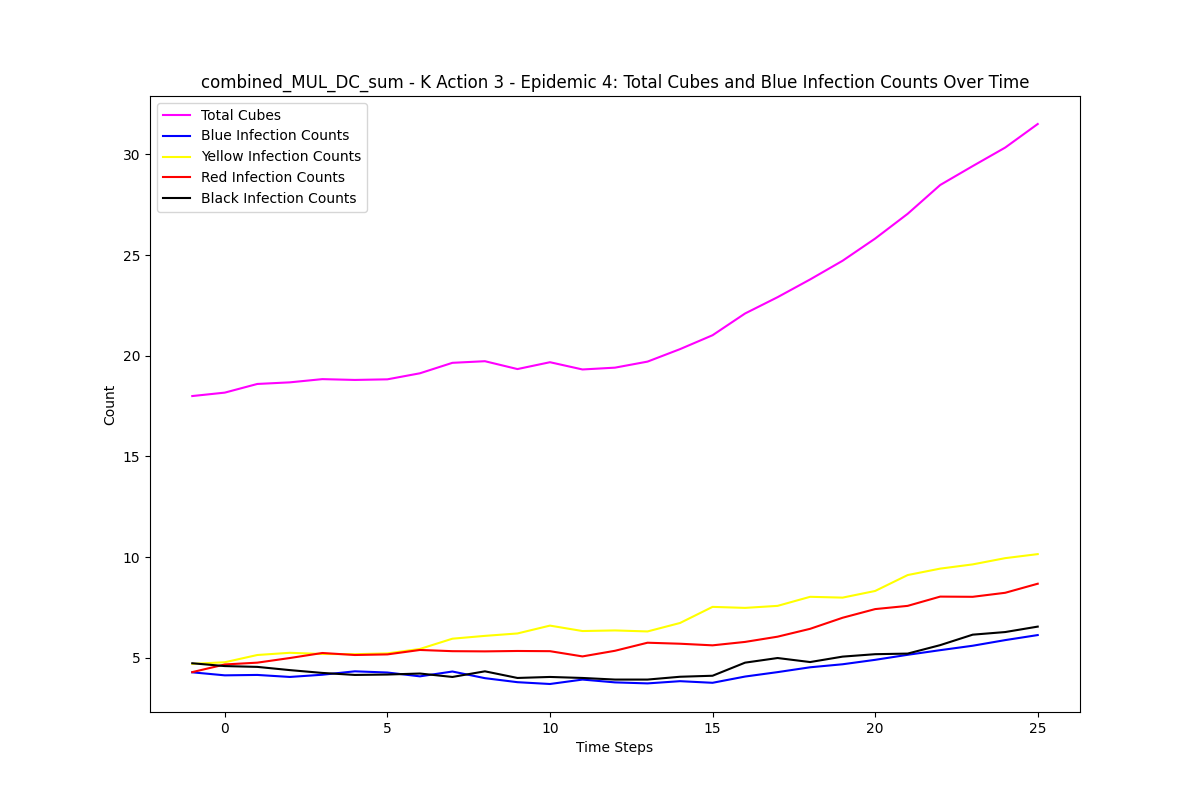 combined_MUL_DC_sum - K Action 3 - Epidemic 4: Total Cubes and Blue Infection Counts Over Time
Total Cubes
Blue Infection Counts
Yellow Infection Counts
Red Infection Counts
Black Infection Counts
30
25
20
15
10
5
Count
0
5
10
15
20
25
Time Steps